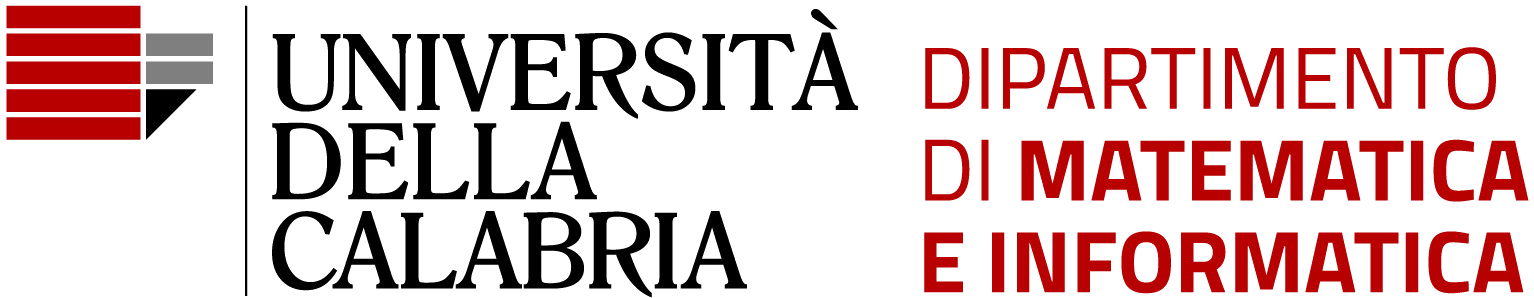 UNIVERSITÀ
DELLA
CALABRIA
DIPARTIMENTO
DI MATEMATICA
E INFORMATICA